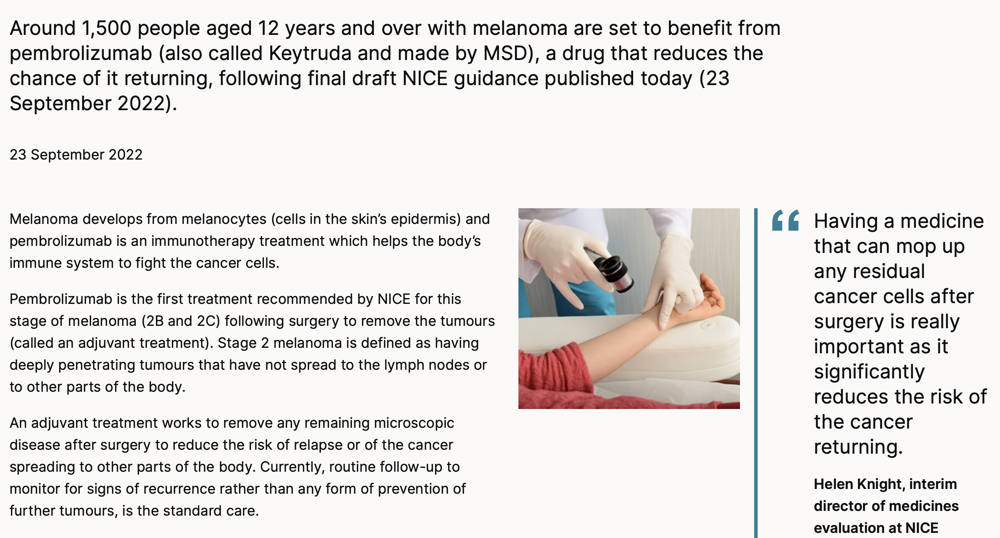 Around 1,500 people aged 12 years and over with melanoma are set to benefit from
pembrolizumab (also called Keytruda and made by MSD), a drug that reduces the
chance of it returning, following final draft NICE guidance published today (23
September 2022).
23 September 2022
Melanoma develops from melanocytes (cells in the skin’s epidermis) and
pembrolizumab is an immunotherapy treatment which helps the body’s
immune system to fight the cancer cells.
Pembrolizumab is the first treatment recommended by NICE for this
stage of melanoma (2B and 2C) following surgery to remove the tumours
(called an adjuvant treatment). Stage 2 melanoma is defined as having
deeply penetrating tumours that have not spread to the lymph nodes or
to other parts of the body.
An adjuvant treatment works to remove any remaining microscopic
disease after surgery to reduce the risk of relapse or of the cancer
spreading to other parts of the body. Currently, routine follow-up to
monitor for signs of recurrence rather than any form of prevention of
further tumours, is the standard care.
“Having a medicine
that can mop up
any residual
cancer cells after
surgery is really
important as it
significantly
reduces the risk of
the cancer
returning.
Helen Knight, interim
director of medicines
evaluation at NICE